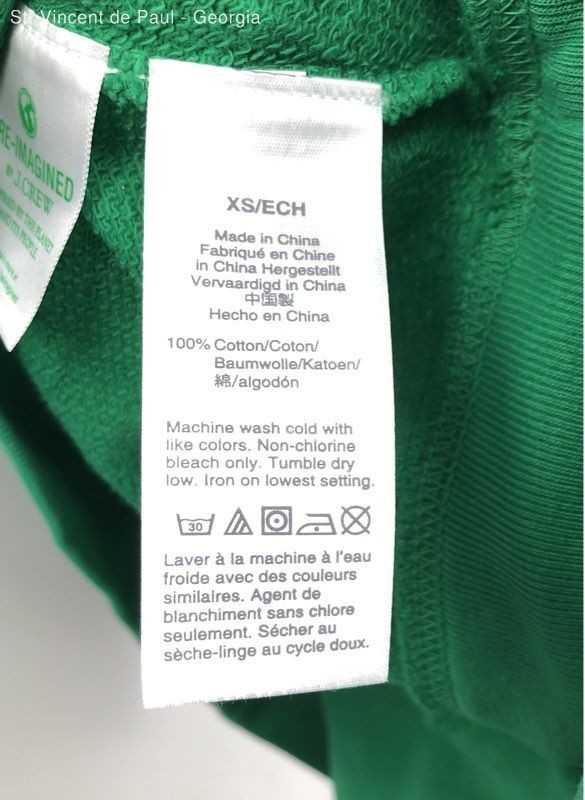 St. Vincent de Paul - Georgia
RE-IMAGINED
BY J.CREW
XS/ECH
Made in China
Fabriqué en Chine
in China Hergestellt
Vervaardigd in China
中国製
Hecho en China
100% Cotton/Coton/
Baumwolle/Katoen/
綿/algodón
Machine wash cold with
like colors. Non-chlorine
bleach only. Tumble dry
low. Iron on lowest setting.
30
Laver à la machine à l'eau
froide avec des couleurs
similaires. Agent de
blanchiment sans chlore
seulement. Sécher au
sèche-linge au cycle doux.